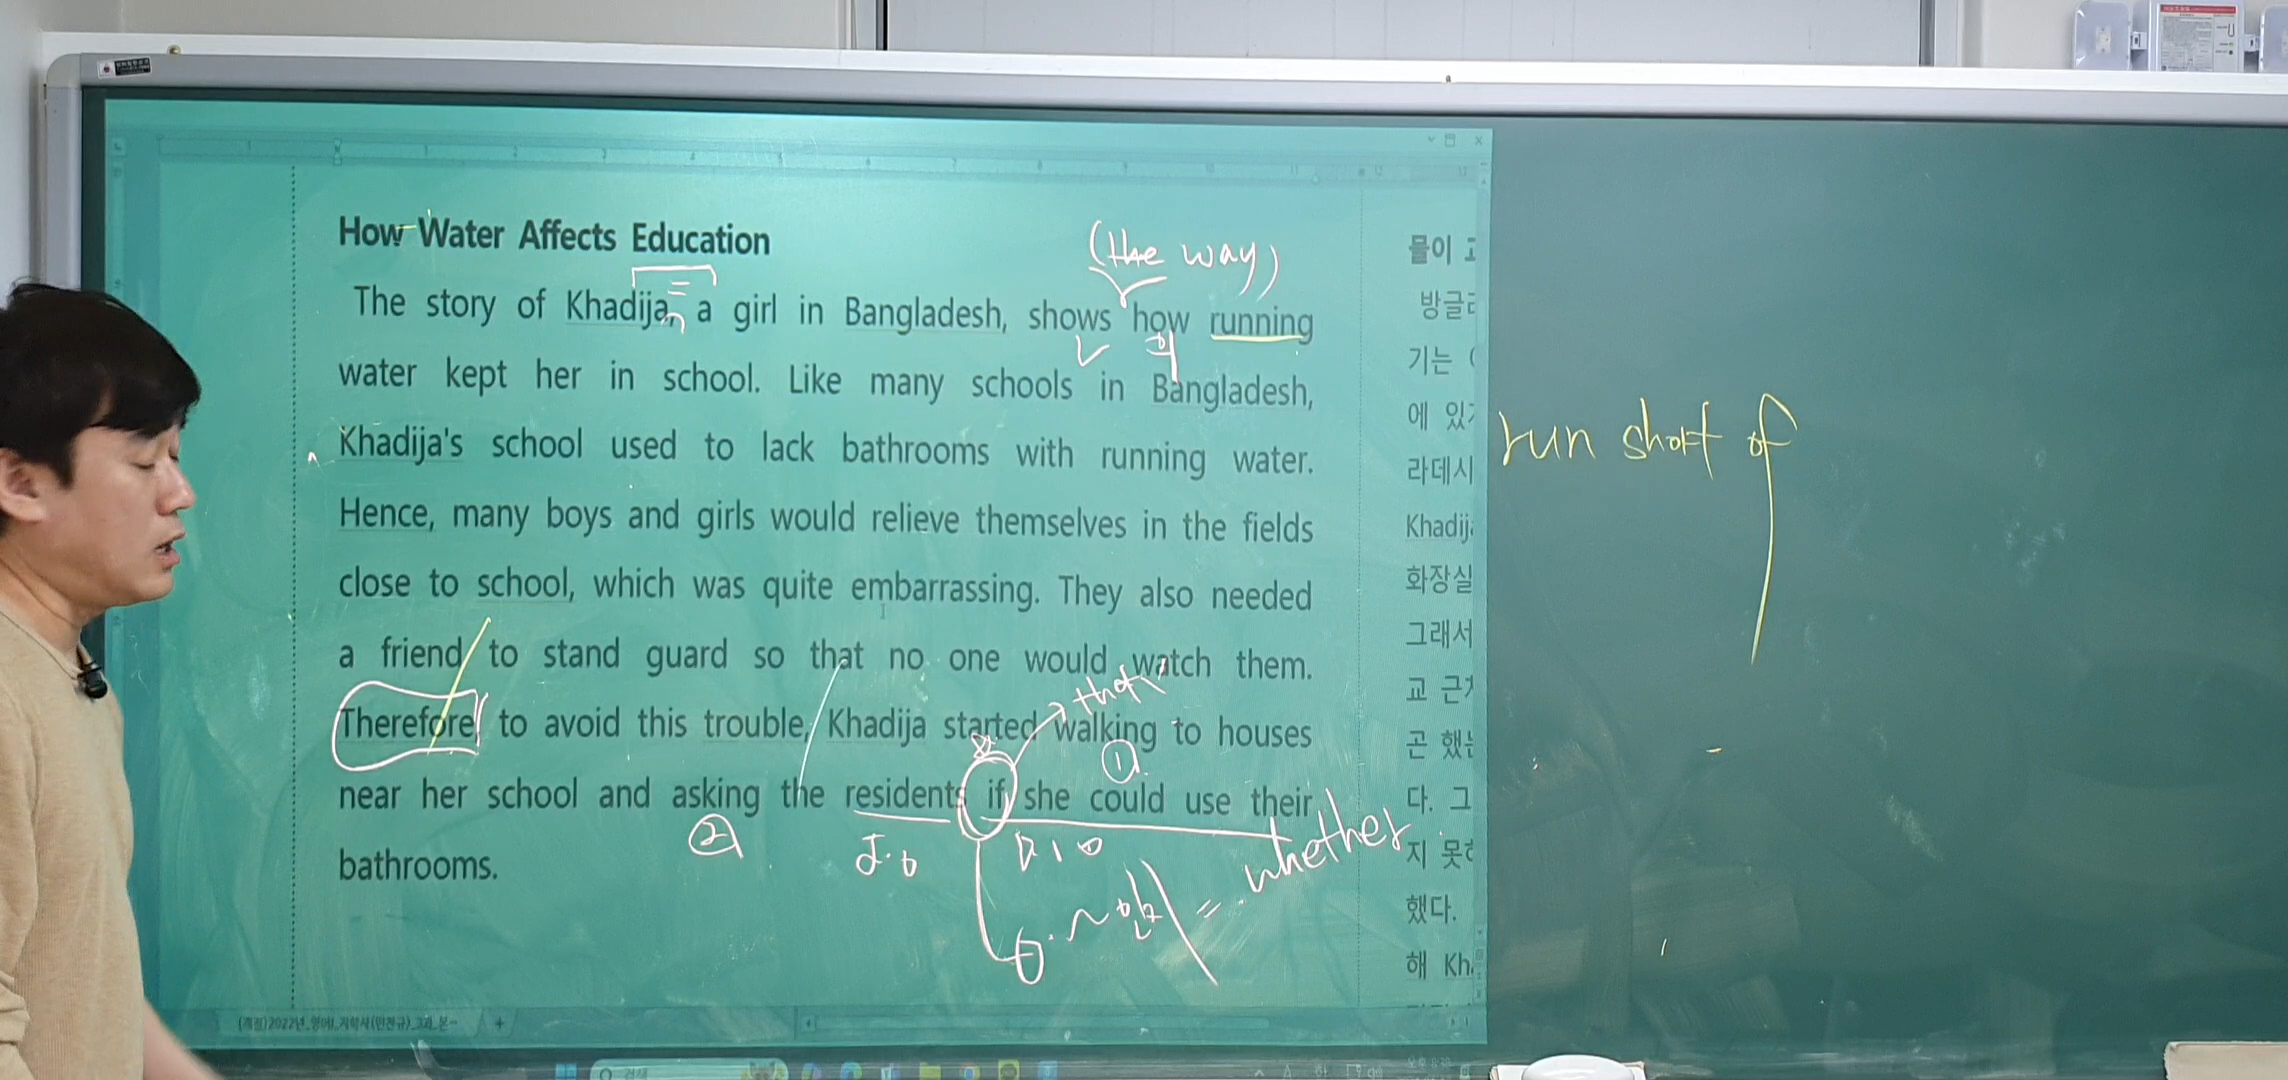 How Water Affects Education
(the way)
The story of Khadija, a girl in Bangladesh, shows how running
water kept her in school. Like many schools in Bangladesh,
Khadija's school used to lack bathrooms with running water.
Hence, many boys and girls would relieve themselves in the fields
close to school, which was quite embarrassing. They also needed
a friend to stand guard so that no one would watch them.
that
Therefore, to avoid this trouble, Khadija started walking to houses
①
near her school and asking the residents if she could use their
② I.O D.O
whether
bathrooms.
물이
방글
기는
에 있
라데시
Khadij
화장실
그래서
교 근
곤 했
다. 그
지 못
했다.
해 Kh
run short of
검색